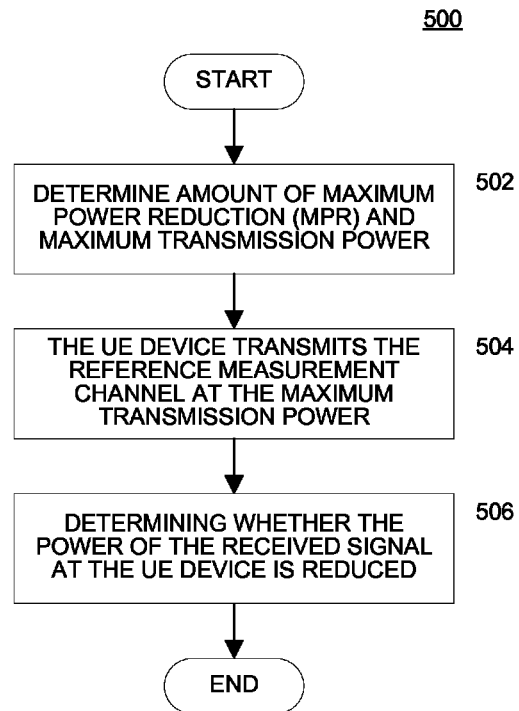 500
START
DETERMINE AMOUNT OF MAXIMUM
POWER REDUCTION (MPR) AND
MAXIMUM TRANSMISSION POWER
502
THE UE DEVICE TRANSMITS THE
REFERENCE MEASUREMENT
CHANNEL AT THE MAXIMUM
TRANSMISSION POWER
504
DETERMINING WHETHER THE
POWER OF THE RECEIVED SIGNAL
AT THE UE DEVICE IS REDUCED
506
END